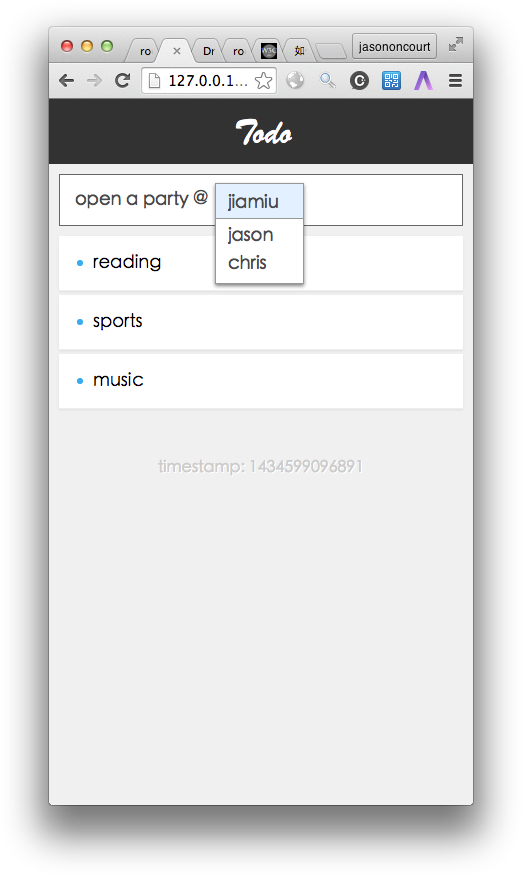 ro
Dr
ro
W3C
如
jasononcourt
127.0.0.1...
Todo
open a party @
jiamiu
jason
chris
reading
sports
music
timestamp: 1434599096891